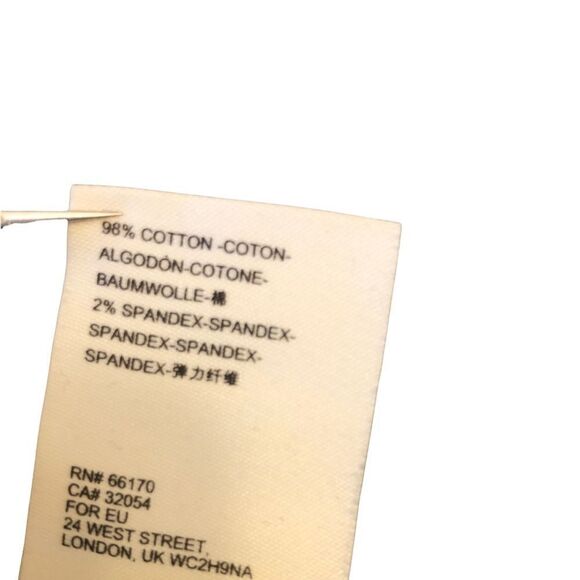 98% COTTON -COTON-
ALGODÓN-COTONE-
BAUMWOLLE-棉
2% SPANDEX-SPANDEX-
SPANDEX-SPANDEX-
SPANDEX-弹力纤维
RN# 66170
CA# 32054
FOR EU
24 WEST STREET,
LONDON, UK WC2H9NA